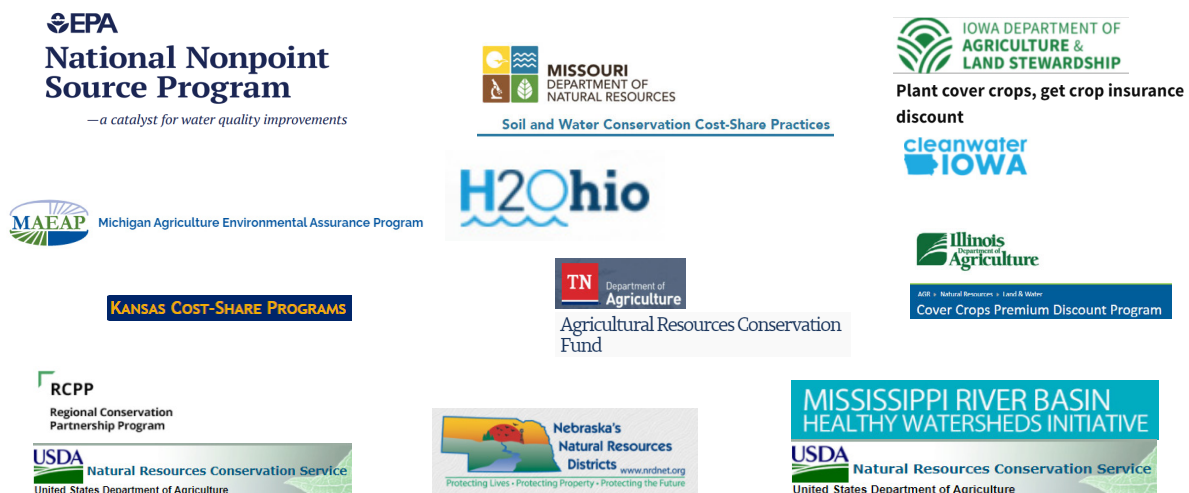 EPA
National Nonpoint
Source Program
—a catalyst for water quality improvements
MISSOURI
DEPARTMENT OF
NATURAL RESOURCES
Soil and Water Conservation Cost-Share Practices
IOWA DEPARTMENT OF
AGRICULTURE &
LAND STEWARDSHIP
Plant cover crops, get crop insurance
discount
cleanwater
IOWA
MAEAP Michigan Agriculture Environmental Assurance Program
H2Ohio
Illinois
Department of
Agriculture
AGR > Natural Resources > Land & Water
Cover Crops Premium Discount Program
KANSAS COST-SHARE PROGRAMS
TN Department of
Agriculture
Agricultural Resources Conservation
Fund
RCPP
Regional Conservation
Partnership Program
USDA Natural Resources Conservation Service
United States Department of Agriculture
Nebraska's
Natural Resources
Districts www.nrdnet.org
Protecting Lives • Protecting Property • Protecting the Future
MISSISSIPPI RIVER BASIN
HEALTHY WATERSHEDS INITIATIVE
USDA Natural Resources Conservation Service
United States Department of Agriculture